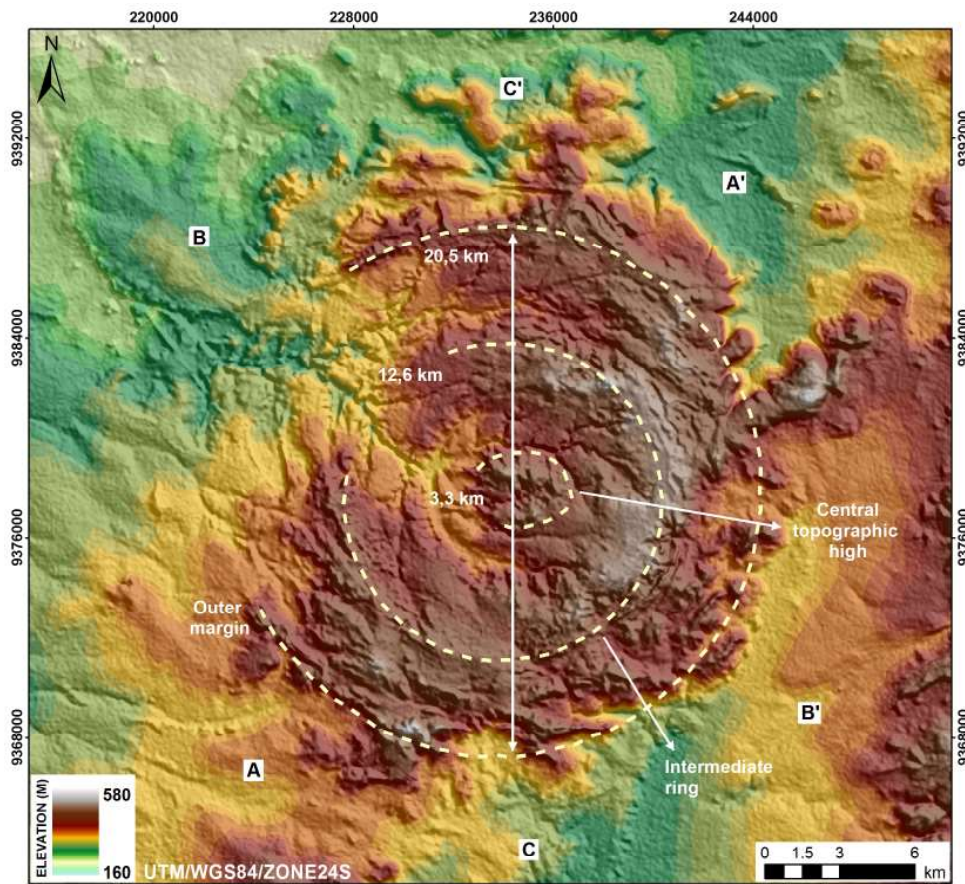 220000
228000
236000
244000
N
C'
9392000
9392000
A'
B
20,5 km
9384000
9384000
12,6 km
3,3 km
Central
topographic
high
9376000
9376000
Outer
margin
B'
9368000
9368000
A
Intermediate
ring
ELEVATION (M)
580
160
UTM/WGS84/ZONE24S
C
0 1.5 3 6
km